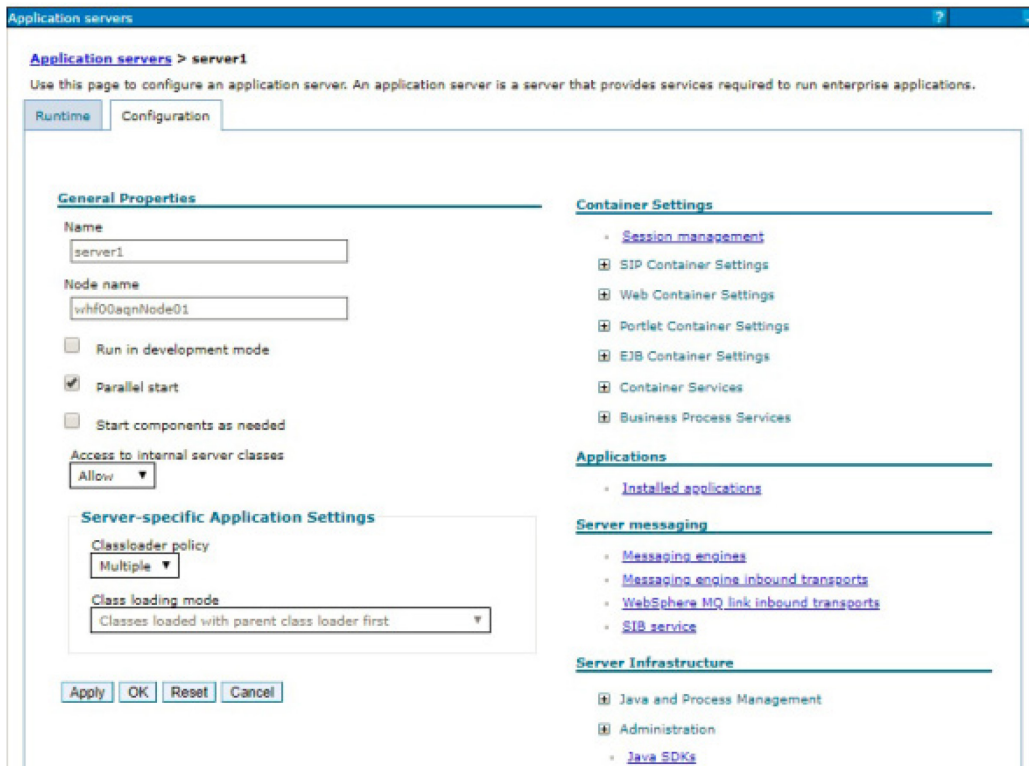 Application servers
?
Application servers > server1
Use this page to configure an application server. An application server is a server that provides services required to run enterprise applications.
Runtime
Configuration
General Properties
Name
server1
Node name
whf00aqnNode01
Run in development mode
Parallel start
Start components as needed
Access to internal server classes
Allow
Server-specific Application Settings
Classloader policy
Multiple
Class loading mode
Classes loaded with parent class loader first
Apply
OK
Reset
Cancel
Container Settings
Session management
SIP Container Settings
Web Container Settings
Portlet Container Settings
EJB Container Settings
Container Services
Business Process Services
Applications
Installed applications
Server messaging
Messaging engines
Messaging engine inbound transports
WebSphere MQ link inbound transports
SIB service
Server Infrastructure
Java and Process Management
Administration
Java SDKs